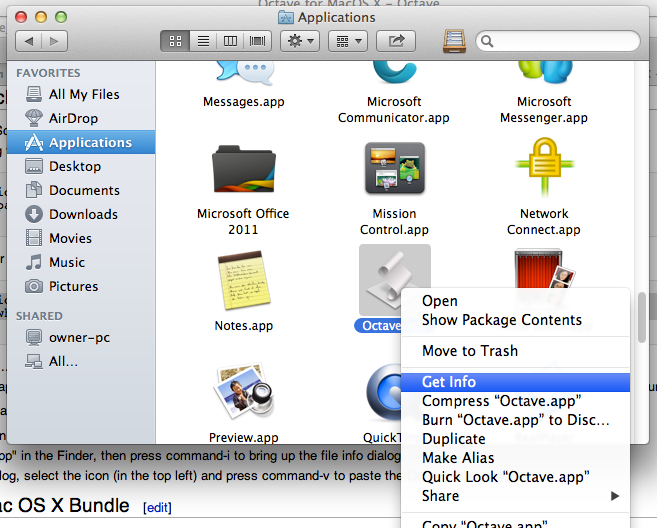 Octave for MacOS X – Octave
Applications
FAVORITES
All My Files
AirDrop
Applications
Desktop
Documents
Downloads
Movies
Music
Pictures
SHARED
owner-pc
All...
Messages.app
Microsoft
Communicator.app
Microsoft
Messenger.app
Microsoft Office
2011
Mission
Control.app
Network
Connect.app
Notes.app
Octave
Preview.app
QuickT
Open
Show Package Contents
Move to Trash
Get Info
Compress “Octave.app”
Burn “Octave.app” to Disc...
Duplicate
Make Alias
Quick Look “Octave.app”
Share
Copy “Octave.app”
pp" in the Finder, then press command-i to bring up the file info dialog
log, select the icon (in the top left) and press command-v to paste the
ac OS X Bundle [edit]